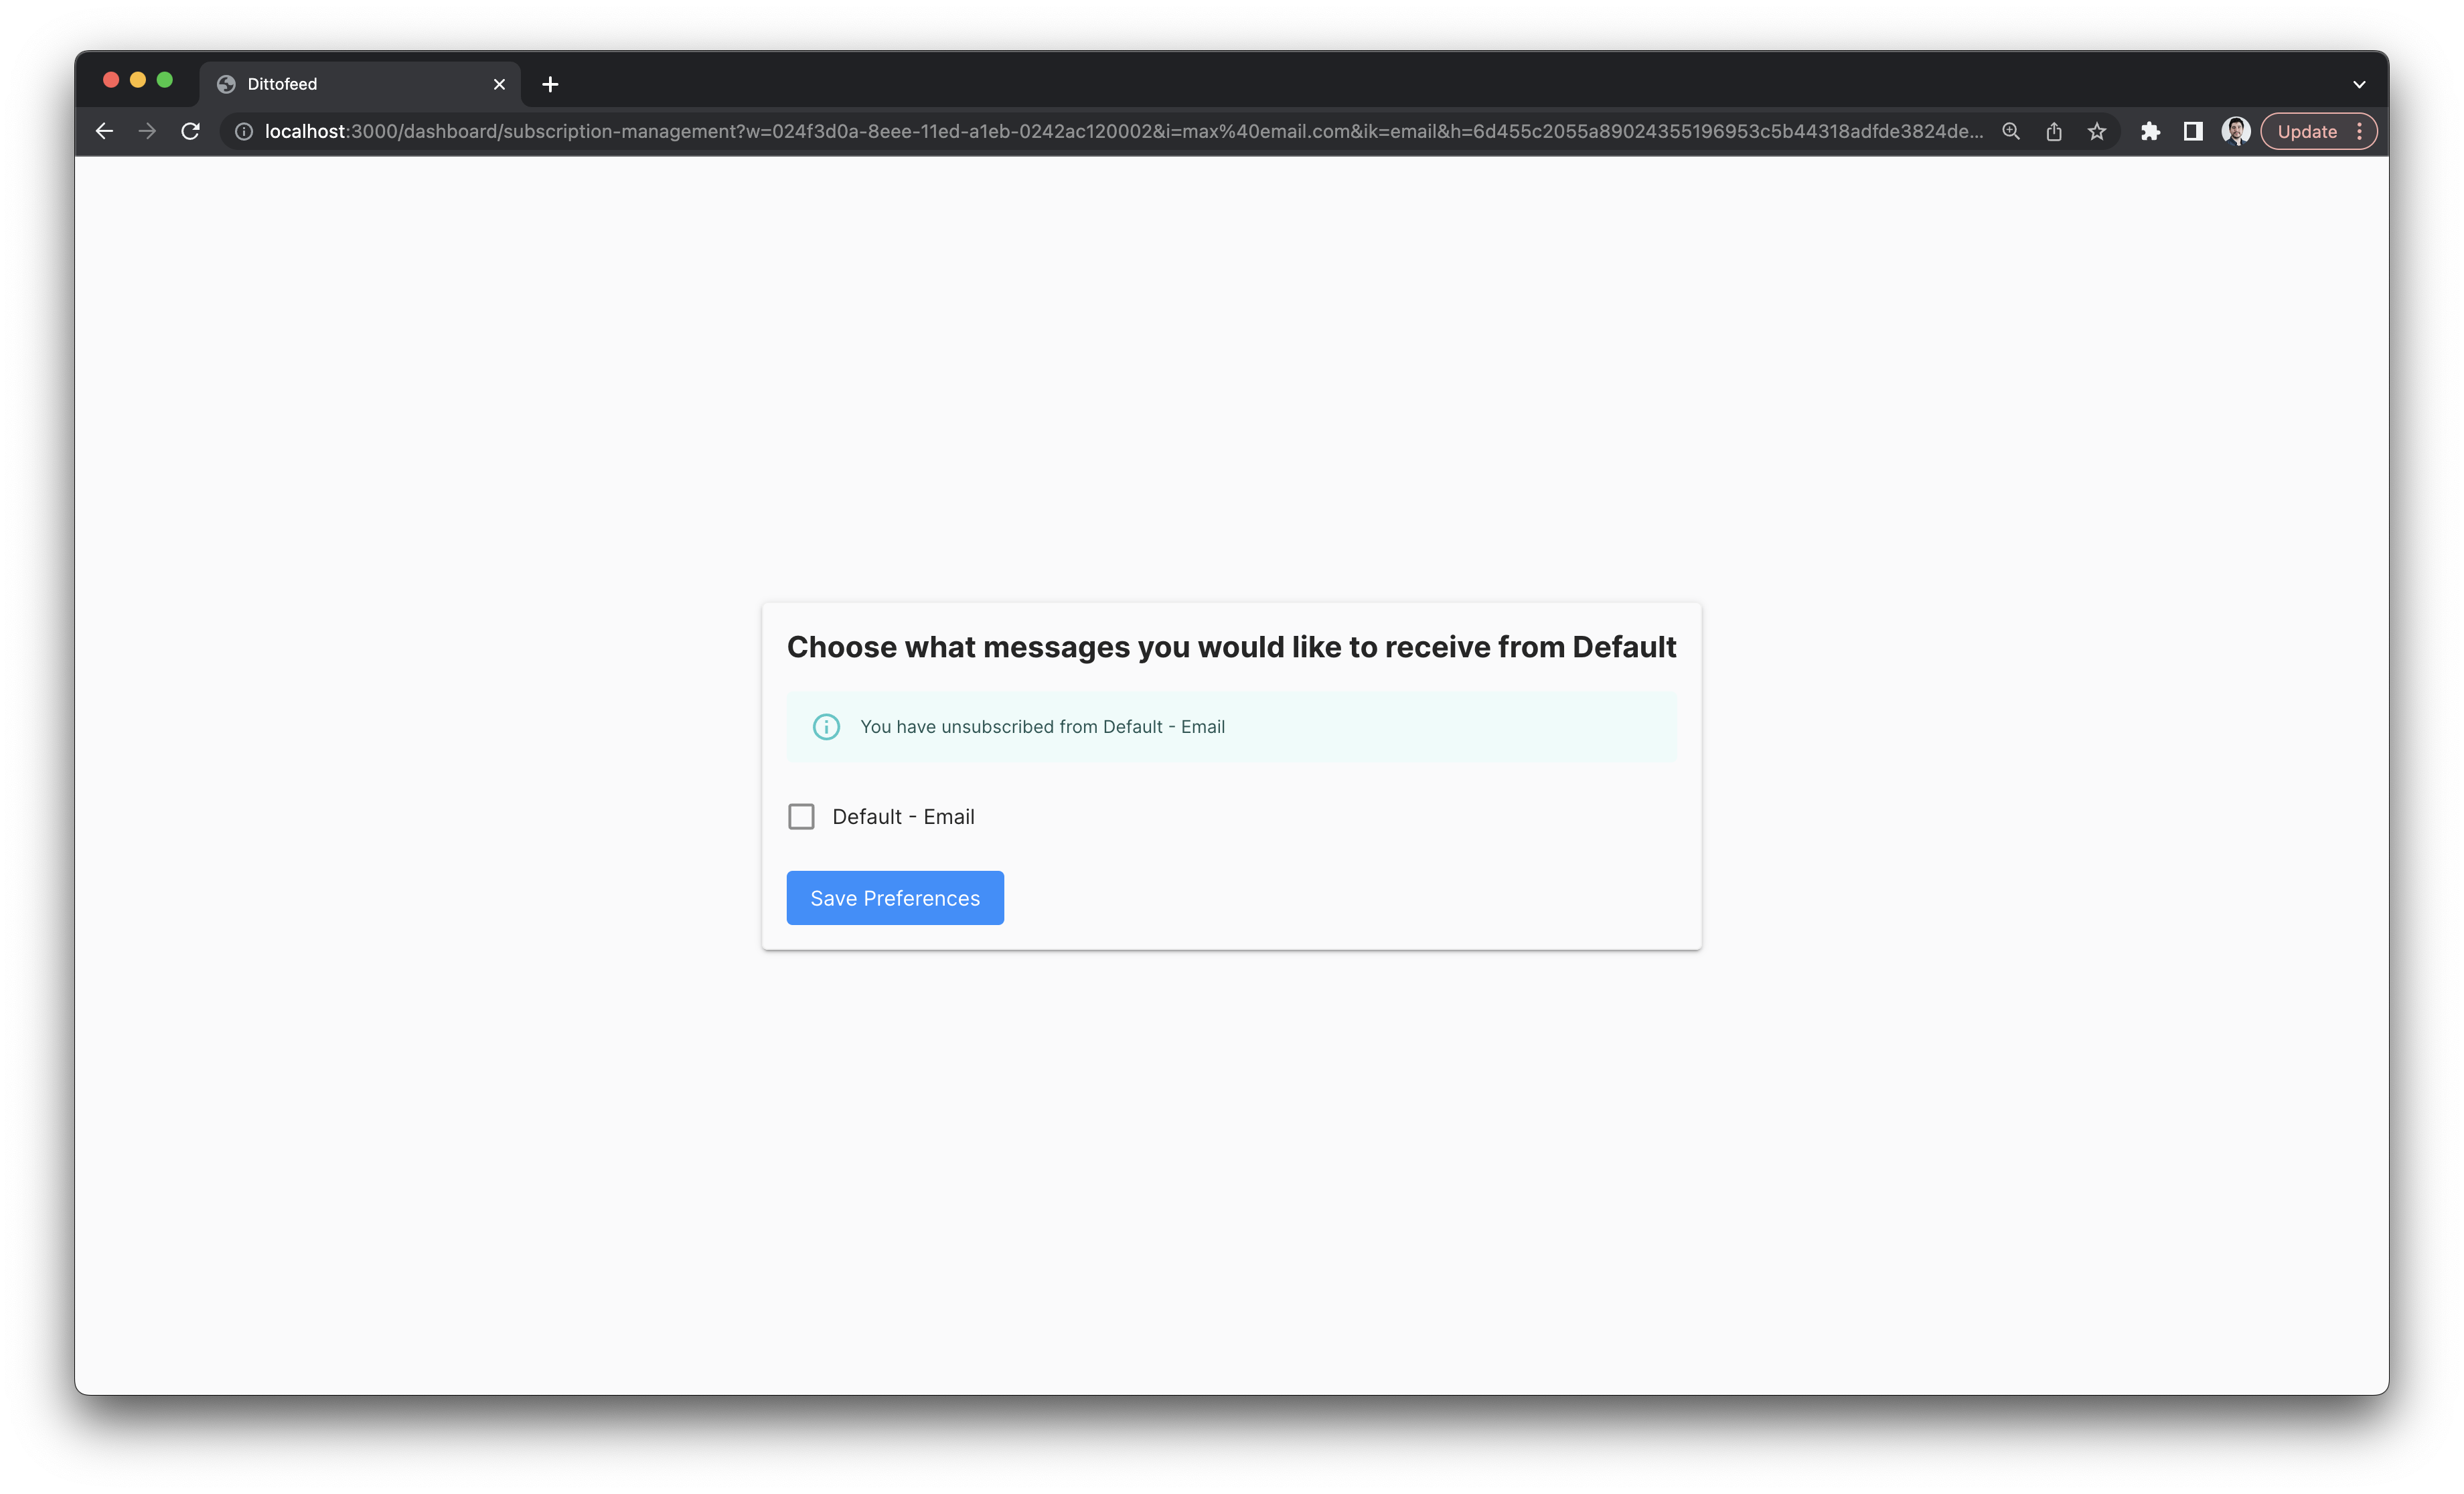 Dittofeed
localhost:3000/dashboard/subscription-management?w=024f3d0a-8eee-11ed-a1eb-0242ac120002&i=max%40email.com&ik=email&h=6d455c2055a89024355196953c5b44318adfde3824de...
Update
Choose what messages you would like to receive from Default
You have unsubscribed from Default - Email
Default - Email
Save Preferences